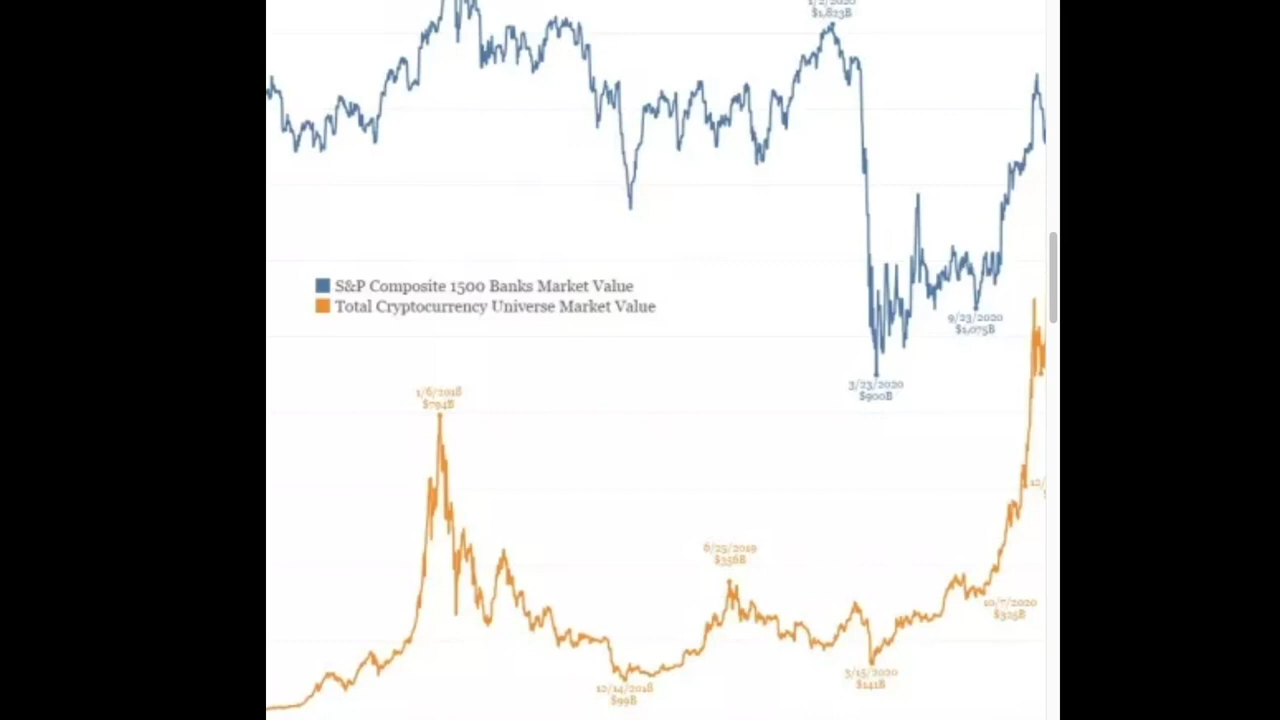 1/2/2020
$1,823B
S&P Composite 1500 Banks Market Value
Total Cryptocurrency Universe Market Value
9/23/2020
$1,075B
3/23/2020
$900B
1/6/2018
$794B
6/25/2019
$356B
10/7/2020
$325B
3/15/2020
$141B
12/14/2018
$99B